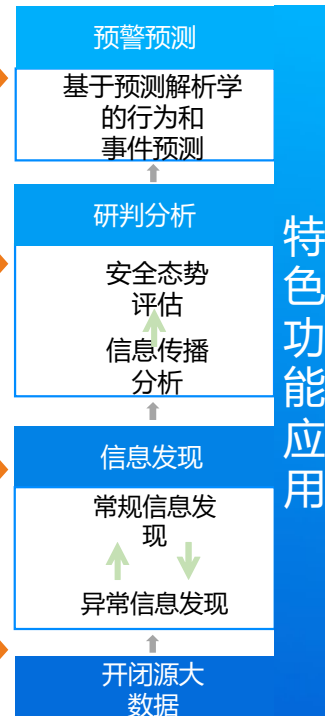 预警预测
基于预测解析学
的行为和
事件预测
研判分析
安全态势
评估
信息传播
分析
信息发现
常规信息发
现
异常信息发现
开闭源大
数据
特色功能应用